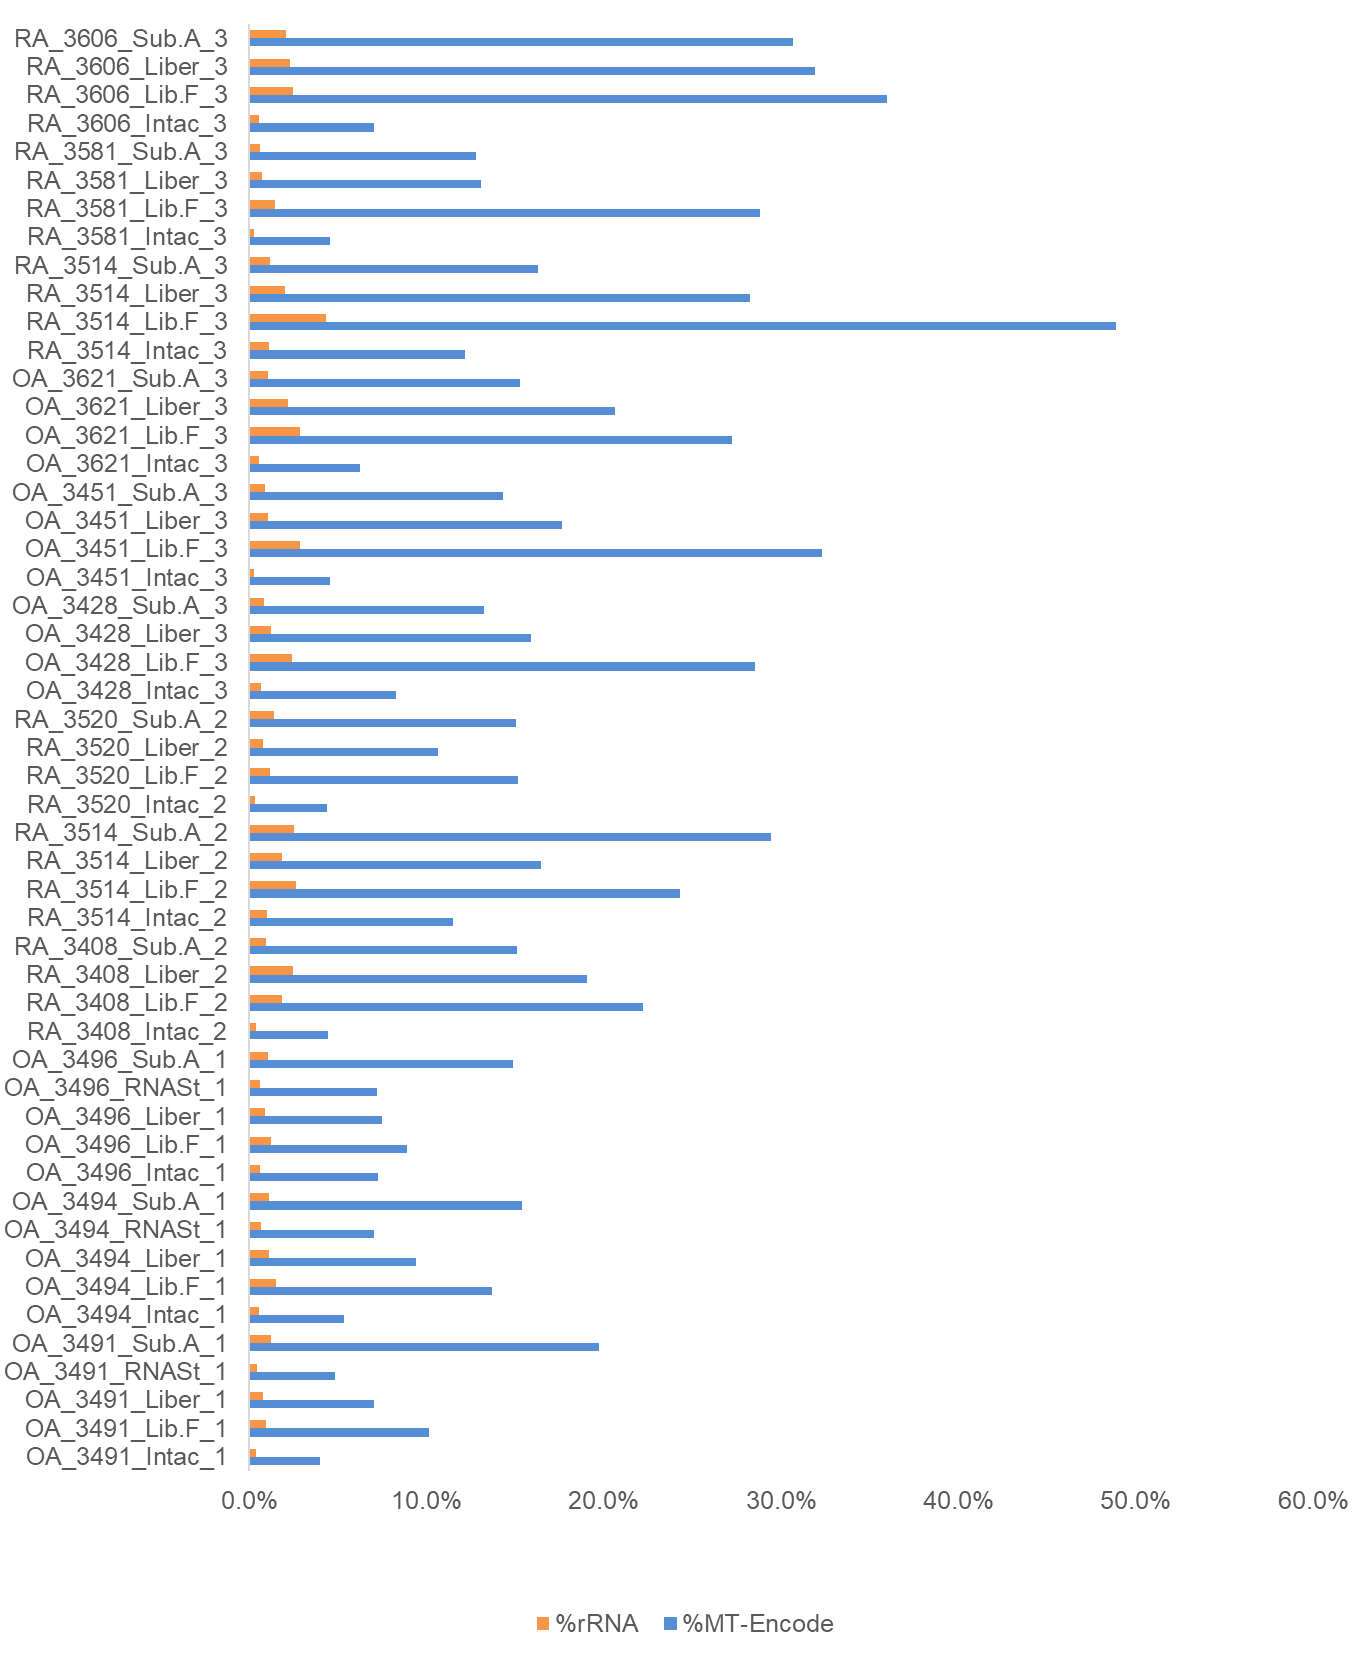 RA_3606_Sub.A_3
RA_3606_Liber_3
RA_3606_Lib.F_3
RA_3606_Intac_3
RA_3581_Sub.A_3
RA_3581_Liber_3
RA_3581_Lib.F_3
RA_3581_Intac_3
RA_3514_Sub.A_3
RA_3514_Liber_3
RA_3514_Lib.F_3
RA_3514_Intac_3
OA_3621_Sub.A_3
OA_3621_Liber_3
OA_3621_Lib.F_3
OA_3621_Intac_3
OA_3451_Sub.A_3
OA_3451_Liber_3
OA_3451_Lib.F_3
OA_3451_Intac_3
OA_3428_Sub.A_3
OA_3428_Liber_3
OA_3428_Lib.F_3
OA_3428_Intac_3
RA_3520_Sub.A_2
RA_3520_Liber_2
RA_3520_Lib.F_2
RA_3520_Intac_2
RA_3514_Sub.A_2
RA_3514_Liber_2
RA_3514_Lib.F_2
RA_3514_Intac_2
RA_3408_Sub.A_2
RA_3408_Liber_2
RA_3408_Lib.F_2
RA_3408_Intac_2
OA_3496_Sub.A_1
OA_3496_RNASt_1
OA_3496_Liber_1
OA_3496_Lib.F_1
OA_3496_Intac_1
OA_3494_Sub.A_1
OA_3494_RNASt_1
OA_3494_Liber_1
OA_3494_Lib.F_1
OA_3494_Intac_1
OA_3491_Sub.A_1
OA_3491_RNASt_1
OA_3491_Liber_1
OA_3491_Lib.F_1
OA_3491_Intac_1
0.0% 10.0% 20.0% 30.0% 40.0% 50.0% 60.0%
%rRNA %MT-Encode